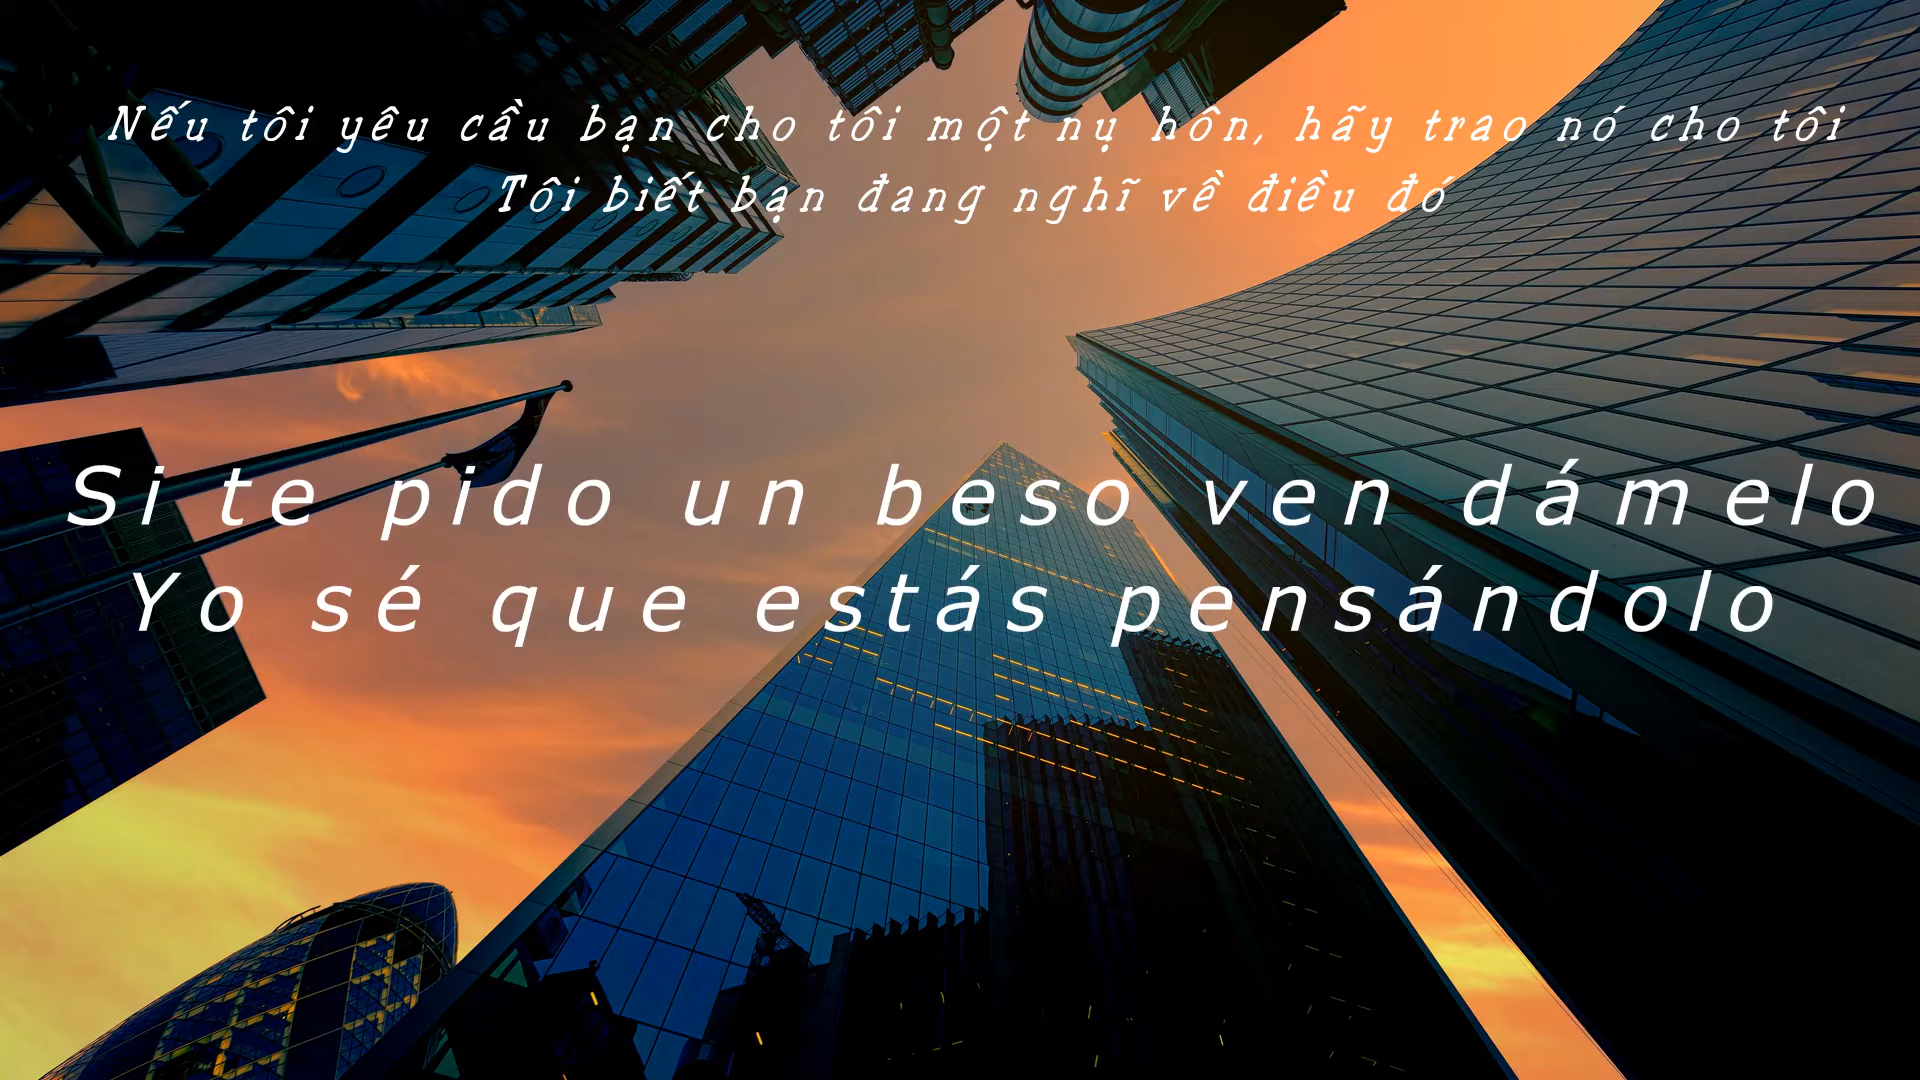 Nếu tôi yêu cầu bạn cho tôi một nụ hôn, hãy trao nó cho tôi
Tôi biết bạn đang nghĩ về điều đó
Si te pido un beso ven dámelo
Yo sé que estás pensándolo